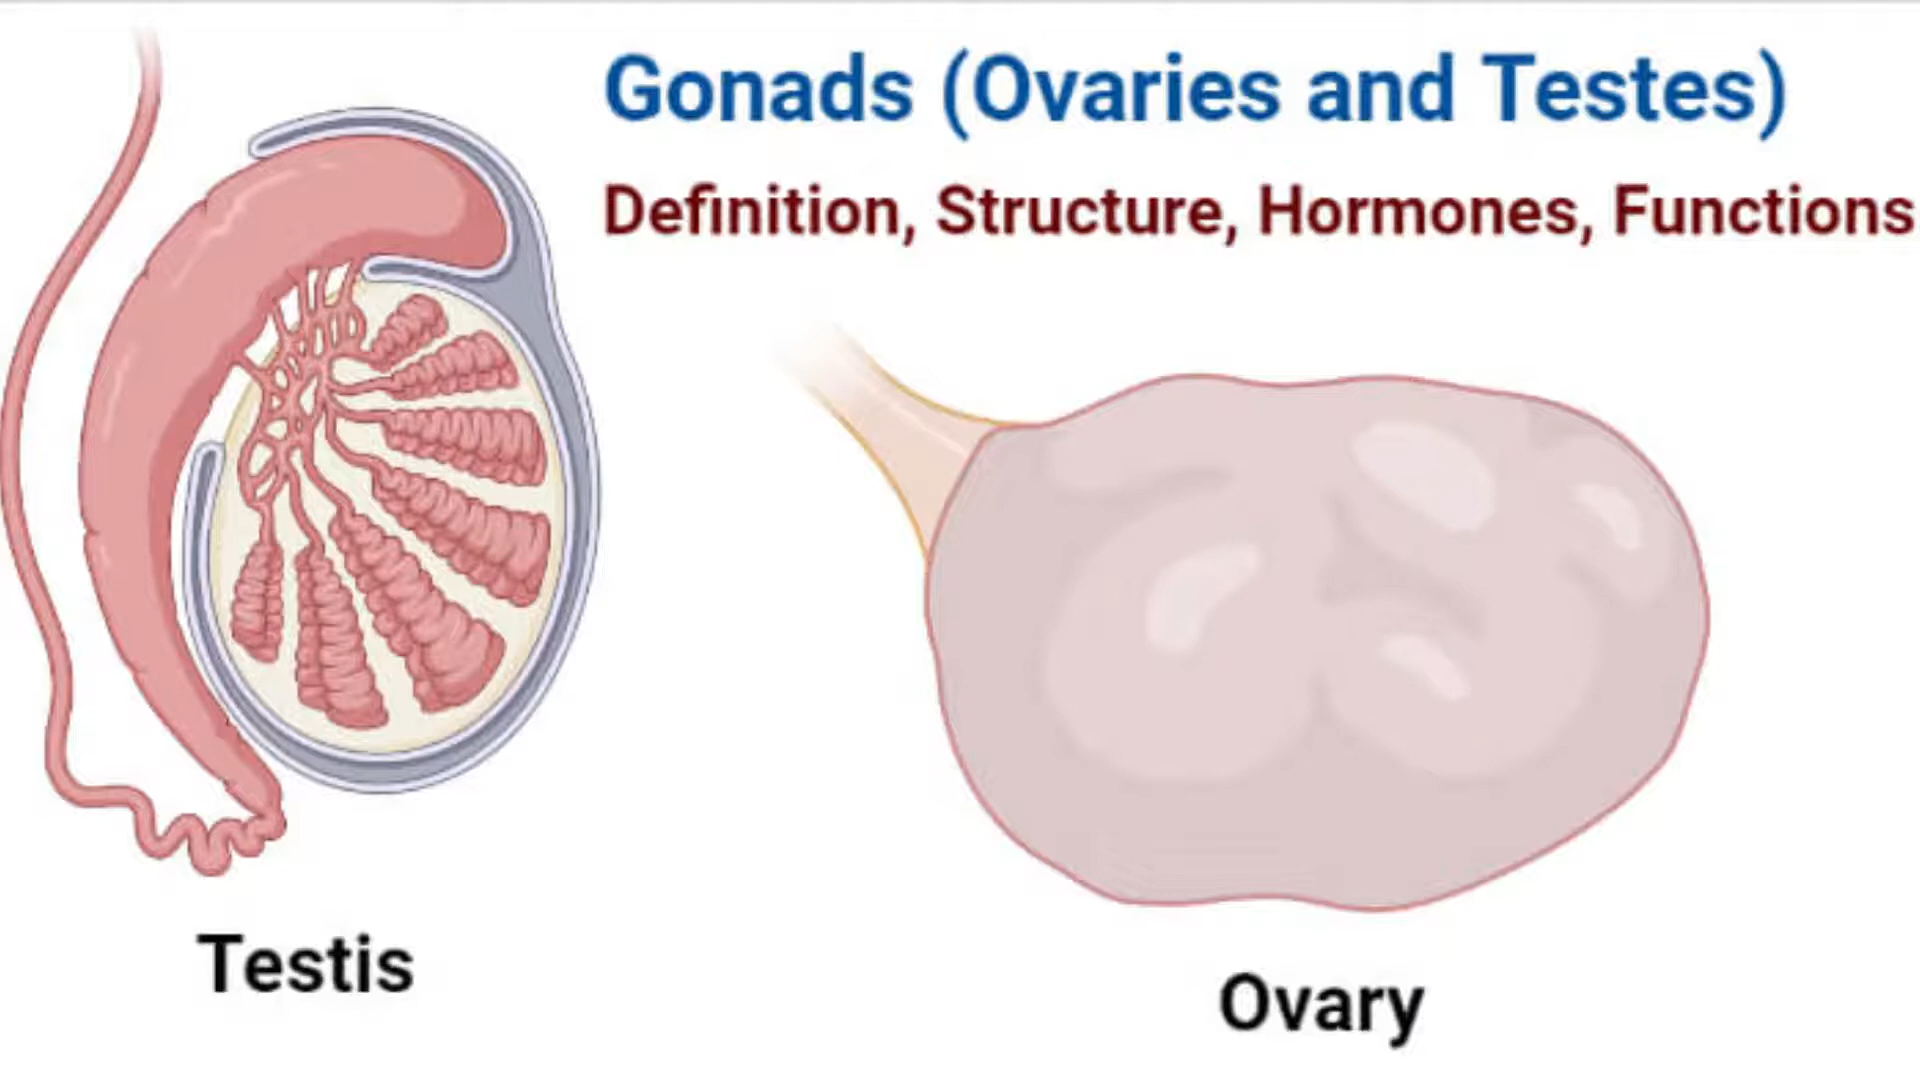 Gonads (Ovaries and Testes)
Definition, Structure, Hormones, Functions
Testis
Ovary